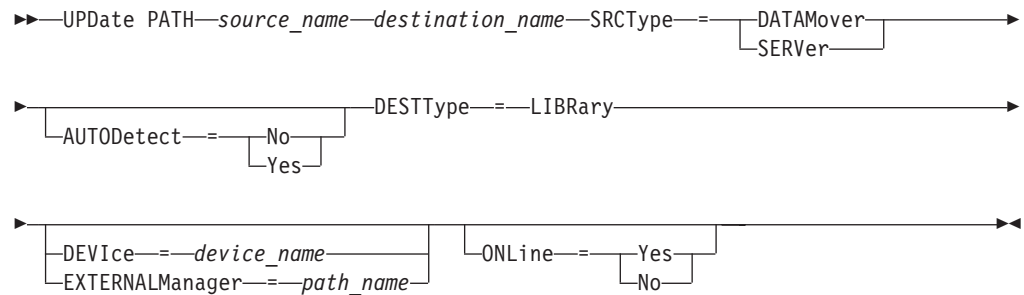 UPDate PATH source_name destination_name SRCType = DATAMover
SERVer
AUTODetect = No
Yes
DESTType = LIBRary
DEVIce = device_name
EXTERNALManager = path_name
ONLine = Yes
No